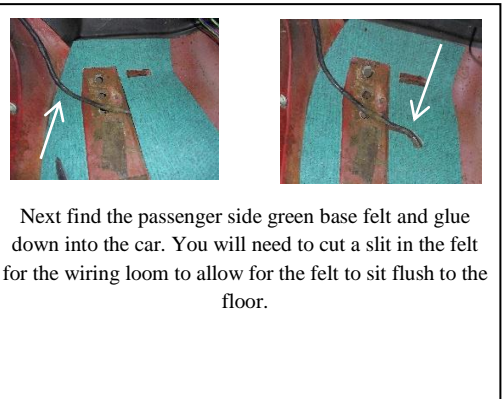 Next find the passenger side green base felt and glue
down into the car. You will need to cut a slit in the felt
for the wiring loom to allow for the felt to sit flush to the
floor.